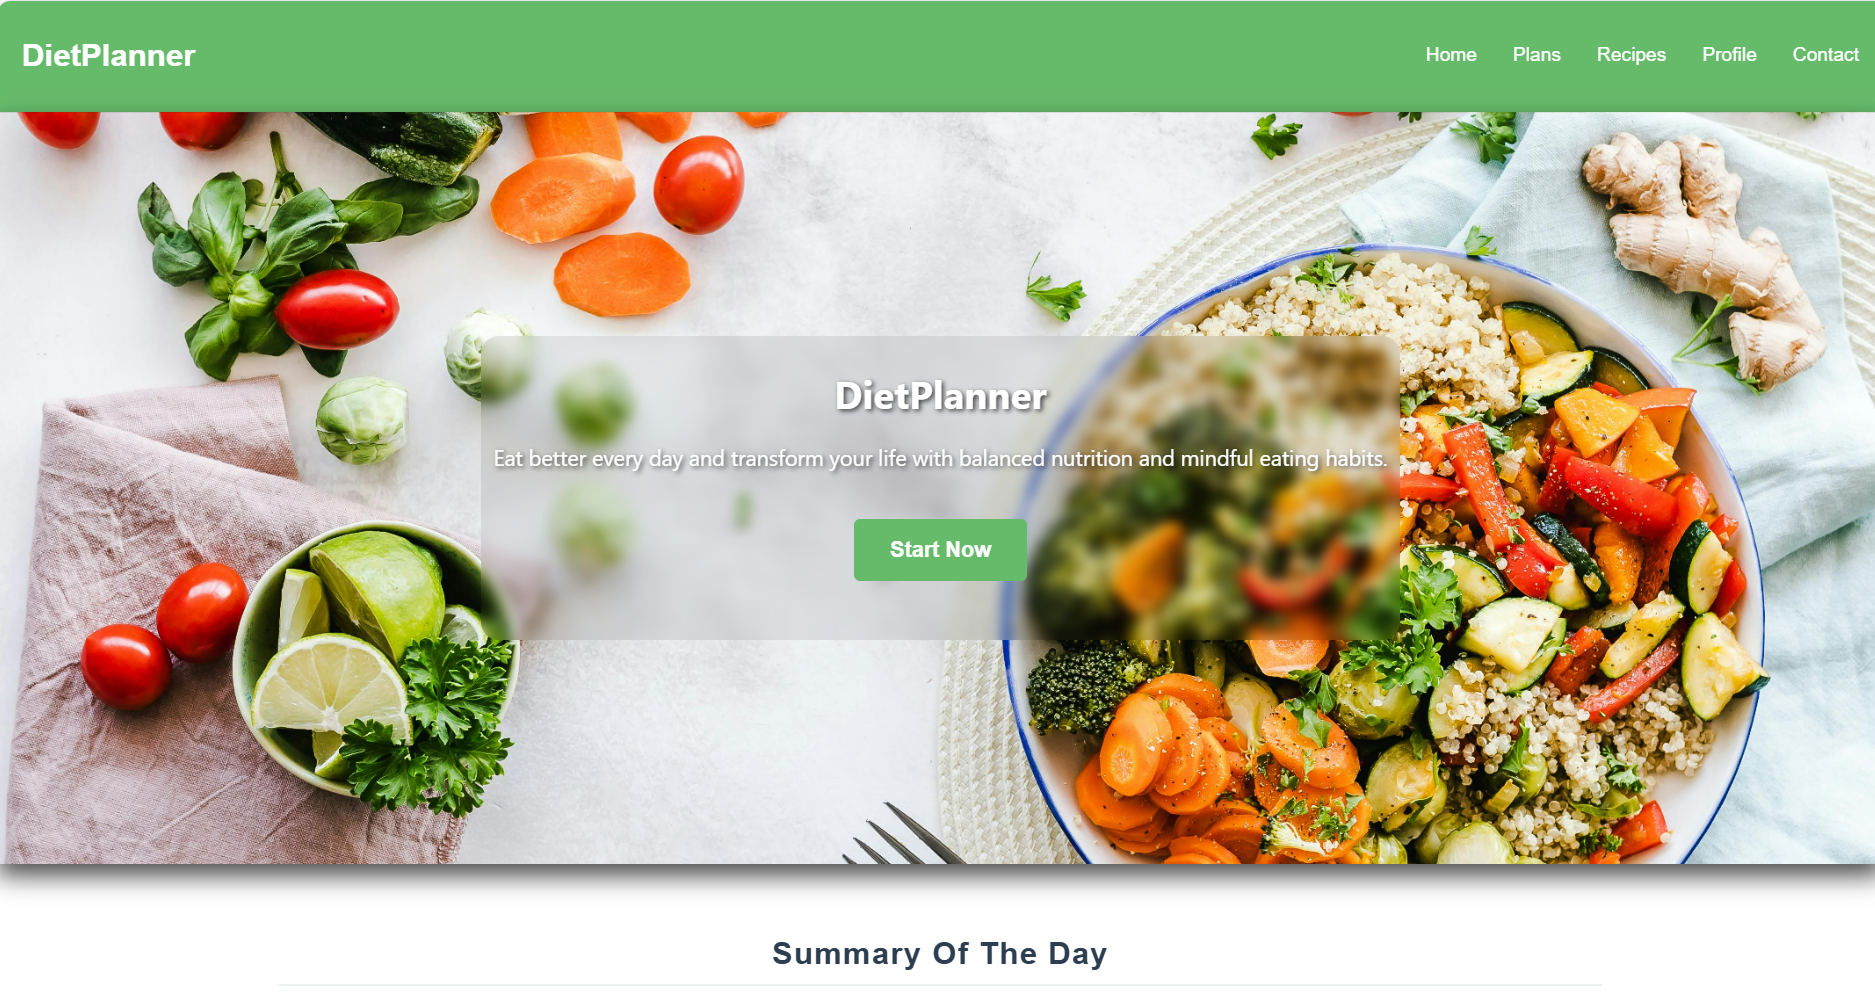 DietPlanner
Home Plans Recipes Profile Contact
DietPlanner
Eat better every day and transform your life with balanced nutrition and mindful eating habits.
Start Now
Summary Of The Day